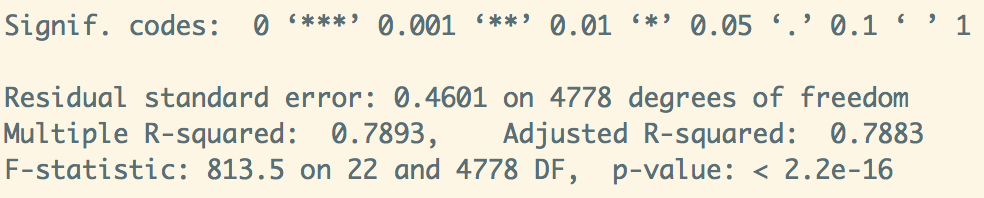 Signif. codes:  0 ‘***’ 0.001 ‘**’ 0.01 ‘*’ 0.05 ‘.’ 0.1 ‘ ’ 1
Residual standard error: 0.4601 on 4778 degrees of freedom
Multiple R-squared:  0.7893,	Adjusted R-squared:  0.7883
F-statistic: 813.5 on 22 and 4778 DF,  p-value: < 2.2e-16